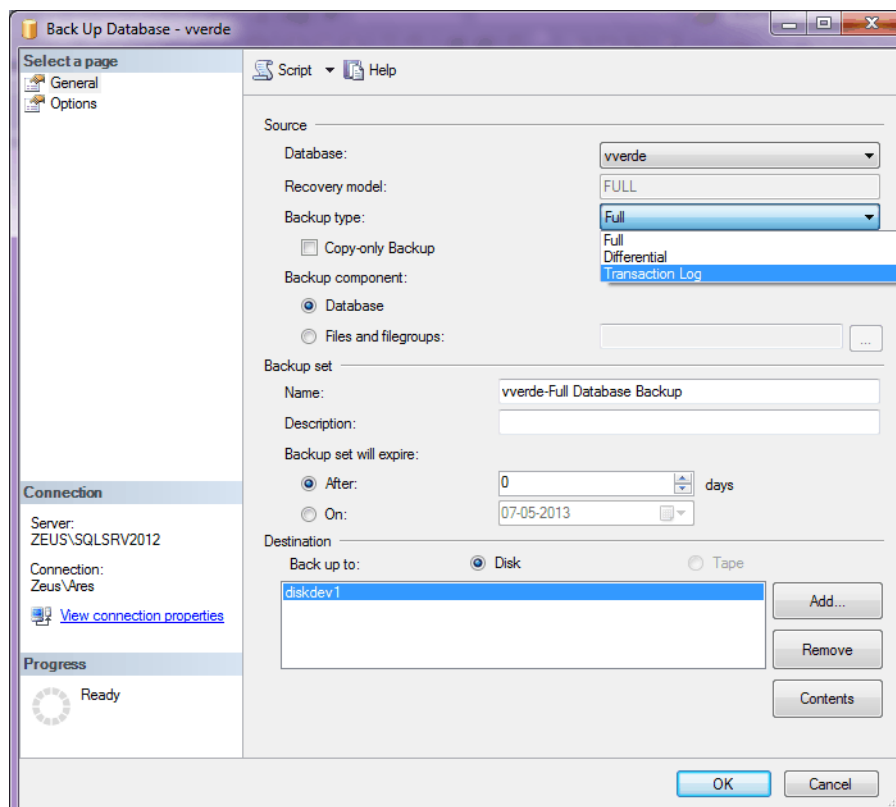 Back Up Database - vverde
Select a page
General
Options
Script
Help
Source
Database:
vverde
Recovery model:
FULL
Backup type:
Full
Full
Differential
Transaction Log
Copy-only Backup
Backup component:
Database
Files and filegroups:
...
Backup set
Name:
vverde-Full Database Backup
Description:
Backup set will expire:
After:
0
days
On:
07-05-2013
Destination
Back up to:
Disk
Tape
diskdev1
Add...
Remove
Contents
Connection
Server:
ZEUS\SQLSRV2012
Connection:
Zeus\Ares
View connection properties
Progress
Ready
OK
Cancel